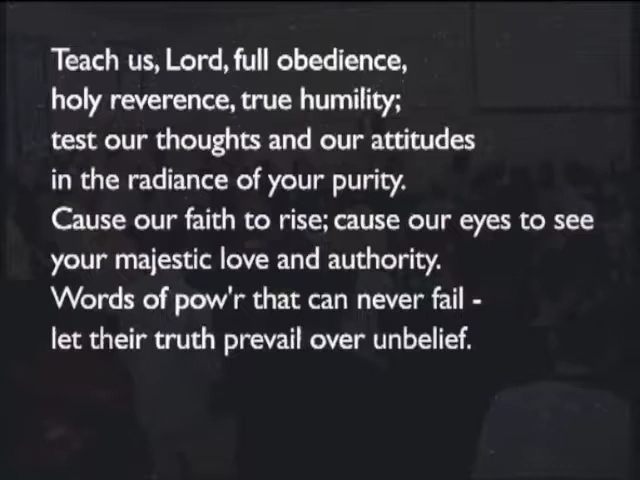 Teach us, Lord, full obedience,
holy reverence, true humility;
test our thoughts and our attitudes
in the radiance of your purity.
Cause our faith to rise; cause our eyes to see
your majestic love and authority.
Words of pow'r that can never fail -
let their truth prevail over unbelief.